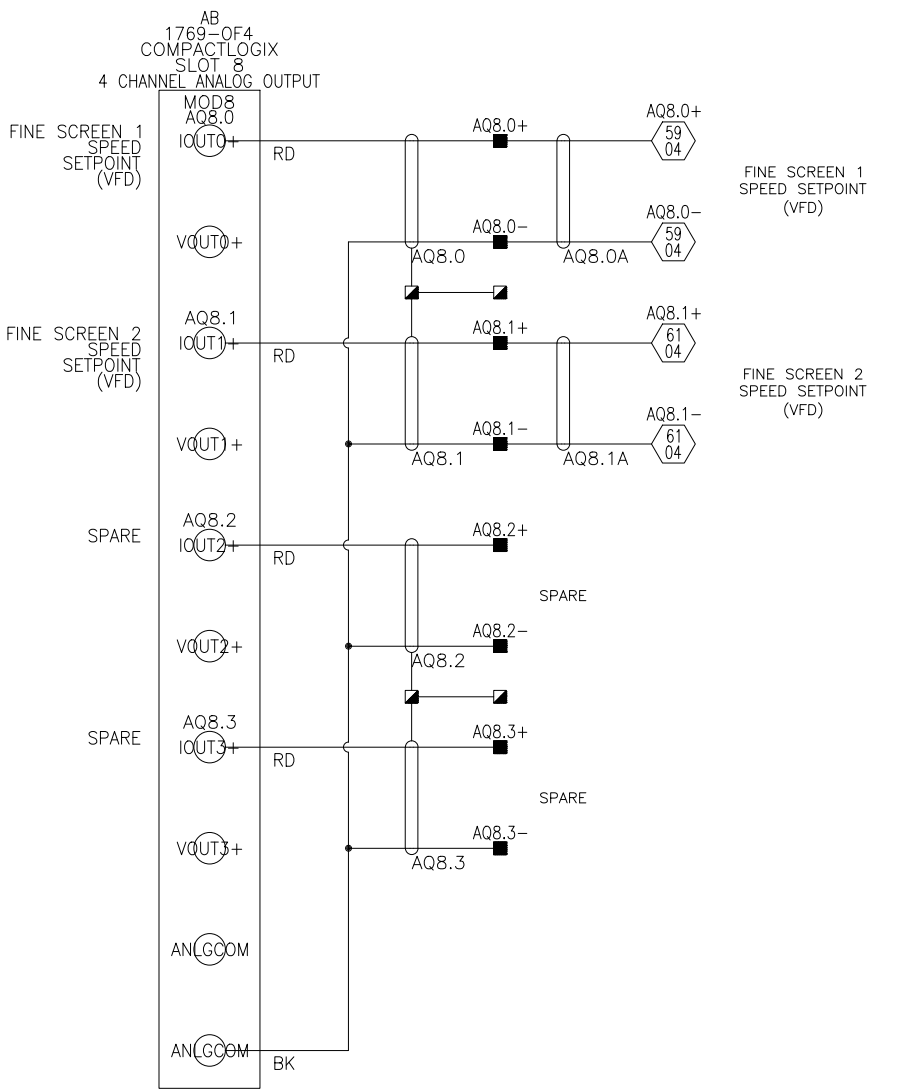 AB
1769-OF4
COMPACTLOGIX
SLOT 8
4 CHANNEL ANALOG OUTPUT
MOD8
AQ8.0
IOUT0+
FINE SCREEN 1
SPEED
SETPOINT
(VFD)
RD
AQ8.0+
AQ8.0+
59
04
FINE SCREEN 1
SPEED SETPOINT
(VFD)
VOUT0+
AQ8.0-
AQ8.0-
59
04
AQ8.0
AQ8.0A
AQ8.1
IOUT1+
FINE SCREEN 2
SPEED
SETPOINT
(VFD)
RD
AQ8.1+
AQ8.1+
61
04
FINE SCREEN 2
SPEED SETPOINT
(VFD)
VOUT1+
AQ8.1-
AQ8.1-
61
04
AQ8.1
AQ8.1A
AQ8.2
SPARE
IOUT2+
RD
AQ8.2+
SPARE
VOUT2+
AQ8.2-
AQ8.2
AQ8.3
SPARE
IOUT3+
RD
AQ8.3+
SPARE
VOUT3+
AQ8.3-
AQ8.3
ANLGCOM
ANLGCOM
BK